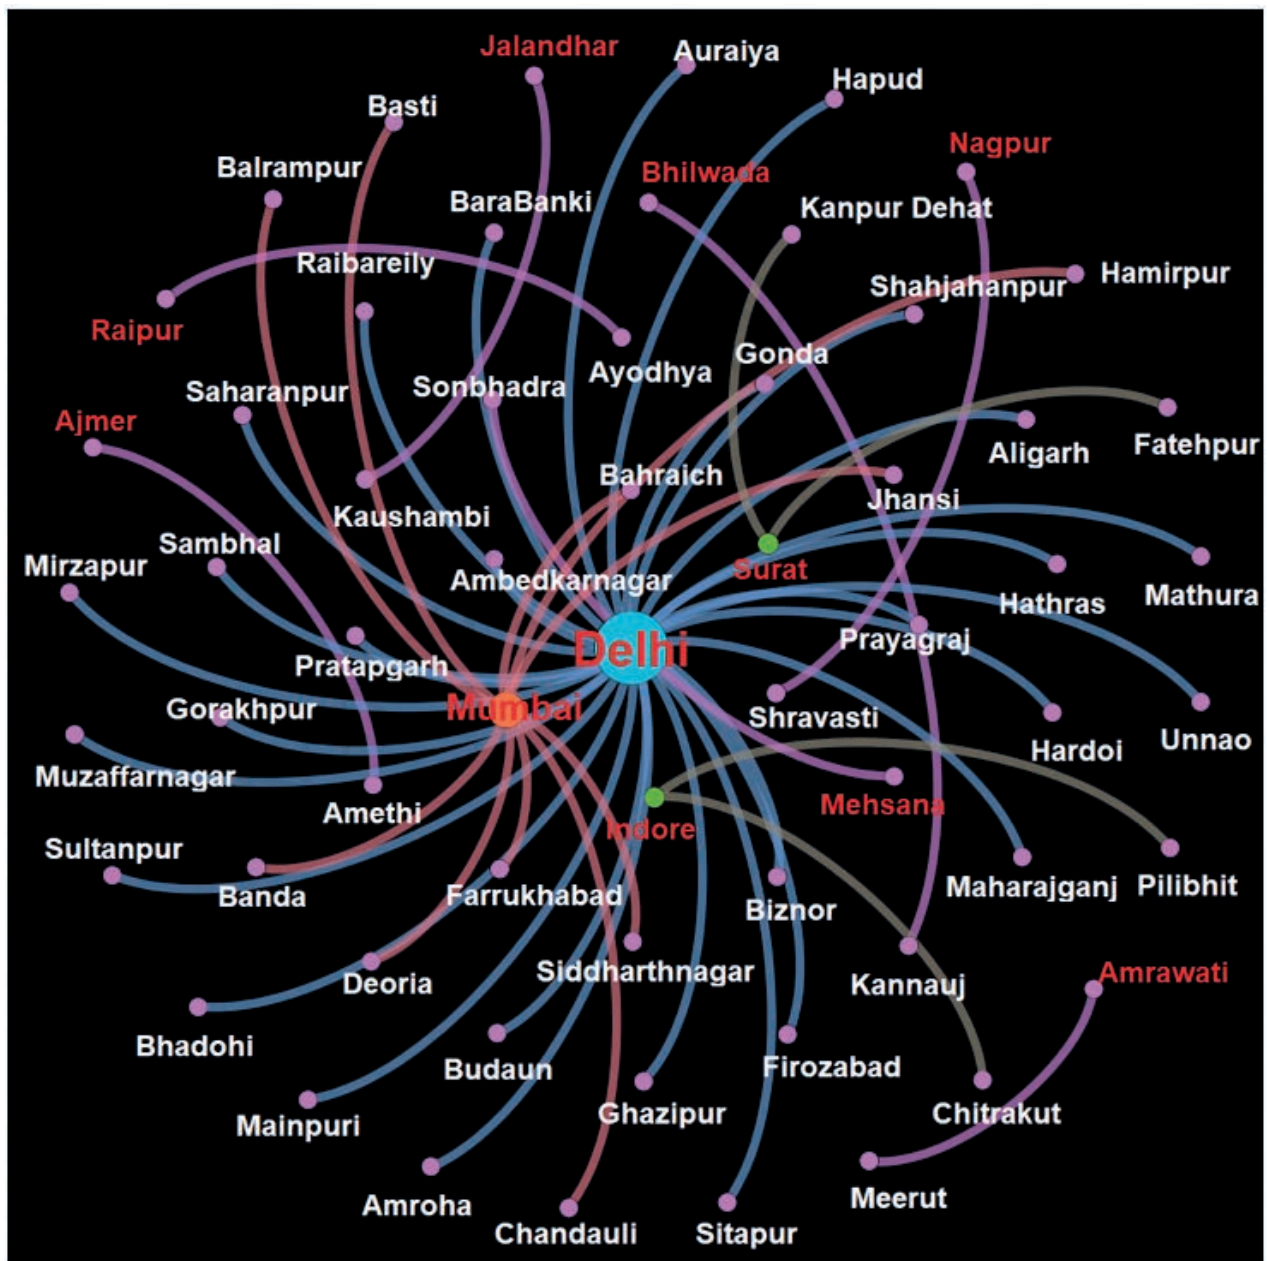 Jalandhar
Auraiya
Hapud
Basti
Nagpur
Balrampur
Bhilwada
BaraBanki
Kanpur Dehat
Raibareily
Hamirpur
Shahjahanpur
Raipur
Gonda
Ayodhya
Saharanpur
Sonbhadra
Ajmer
Aligarh
Fatehpur
Bahraich
Jhansi
Kaushambi
Sambhal
Mirzapur
Ambedkarnagar
Surat
Hathras
Mathura
Delhi
Prayagraj
Pratapgarh
Gorakhpur
Mumbai
Shravasti
Hardoi
Unnao
Muzaffarnagar
Amethi
Mehsana
Indore
Sultanpur
Banda
Farrukhabad
Biznor
Maharajganj
Pilibhit
Siddharthnagar
Deoria
Kannauj
Amrawati
Bhadohi
Budaun
Firozabad
Ghazipur
Chitrakut
Mainpuri
Amroha
Meerut
Chandauli
Sitapur